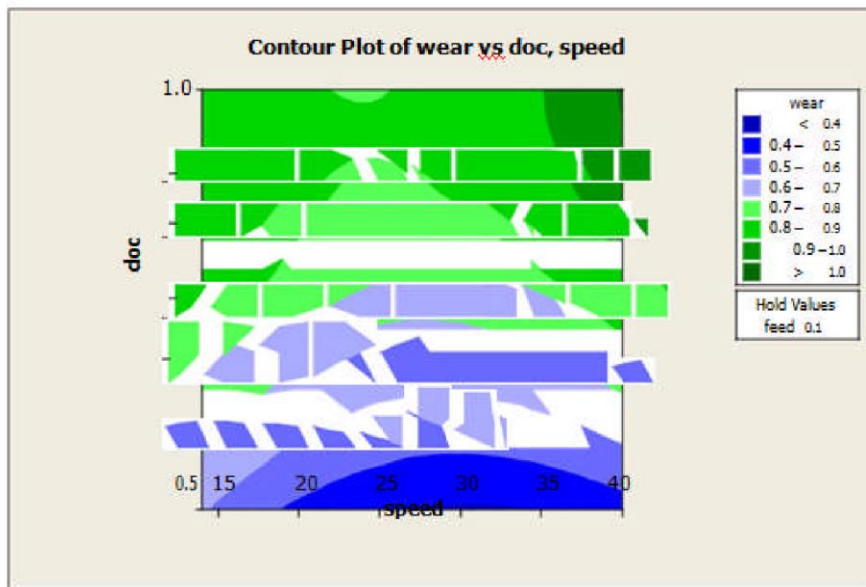 Contour Plot of wear vs doc, speed
1.0
doc
0.5 15 20 25 30 35 40
speed
wear
< 0.4
0.4 – 0.5
0.5 – 0.6
0.6 – 0.7
0.7 – 0.8
0.8 – 0.9
0.9 – 1.0
> 1.0
Hold Values
feed 0.1